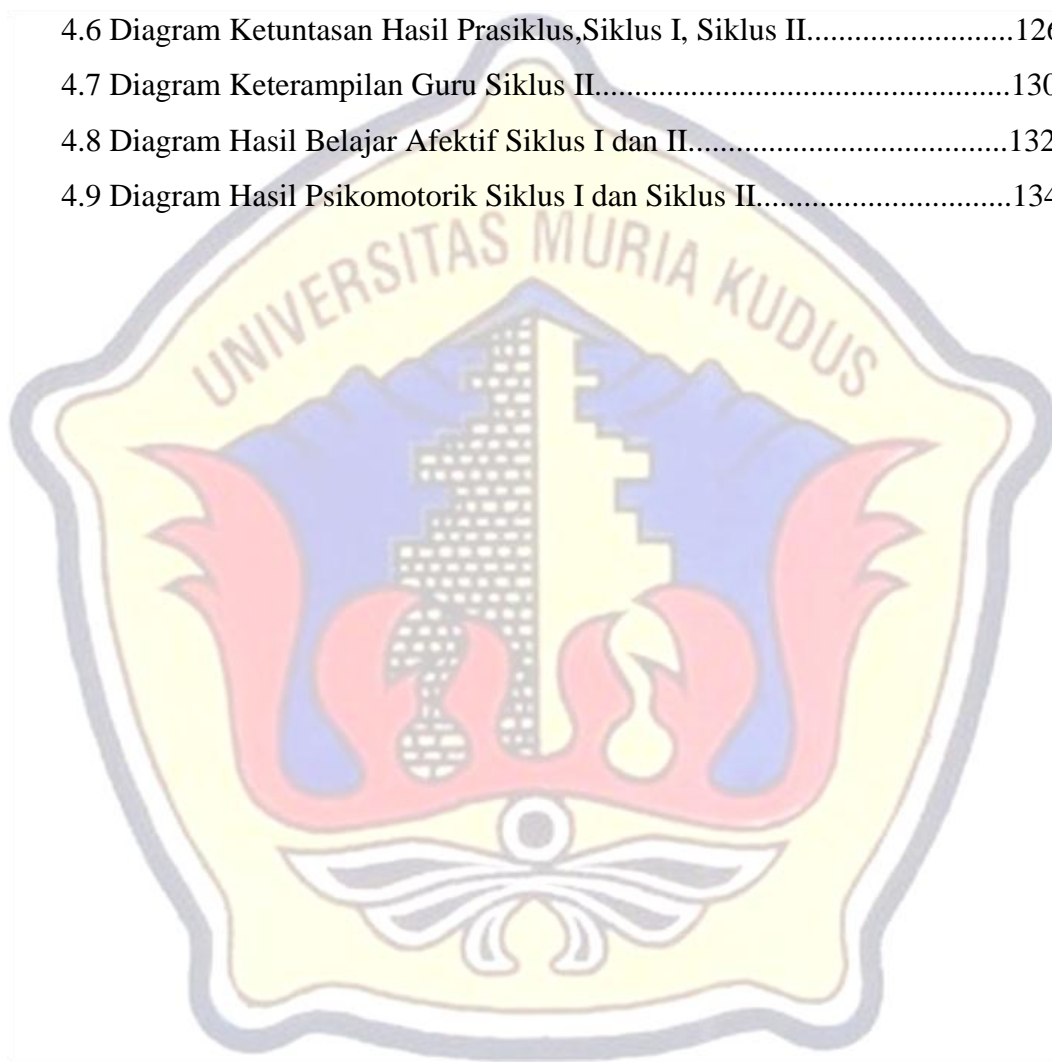 4.6 Diagram Ketuntasan Hasil Prasiklus,Siklus I, Siklus II.........................126
4.7 Diagram Keterampilan Guru Siklus II.................................................130
4.8 Diagram Hasil Belajar Afektif Siklus I dan II......................................132
4.9 Diagram Hasil Psikomotorik Siklus I dan Siklus II...............................134
UNIVERSITAS MURIA KUDUS